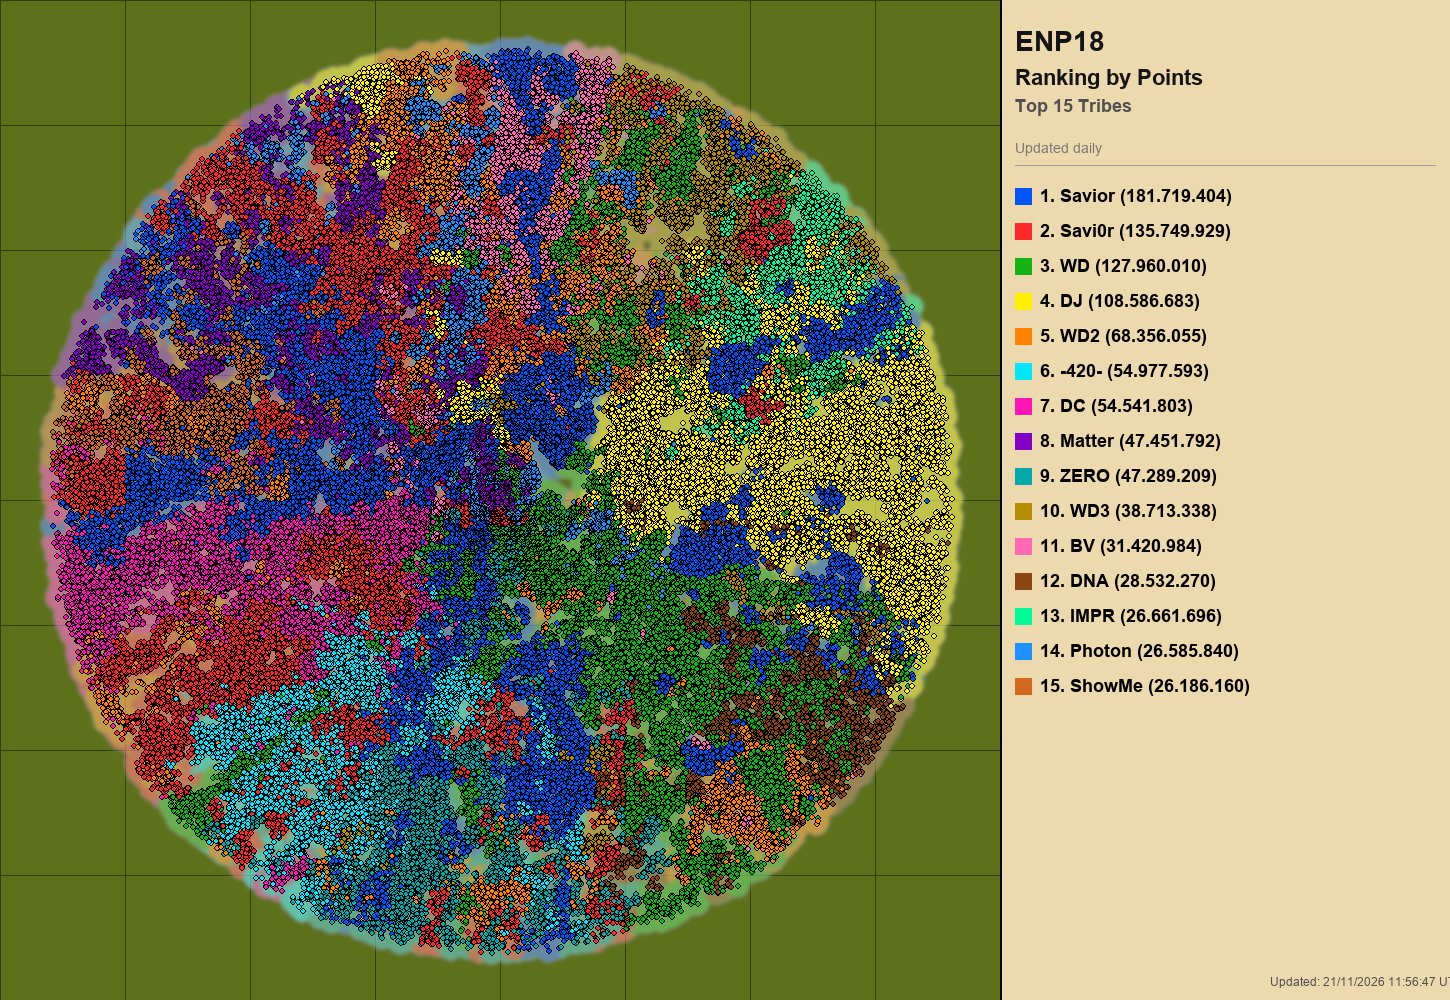 ENP18
Ranking by Points
Top 15 Tribes
Updated daily
1. Savior (181.719.404)
2. Savi0r (135.749.929)
3. WD (127.960.010)
4. DJ (108.586.683)
5. WD2 (68.356.055)
6. -420- (54.977.593)
7. DC (54.541.803)
8. Matter (47.451.792)
9. ZERO (47.289.209)
10. WD3 (38.713.338)
11. BV (31.420.984)
12. DNA (28.532.270)
13. IMPR (26.661.696)
14. Photon (26.585.840)
15. ShowMe (26.186.160)
Updated: 21/11/2026 11:56:47